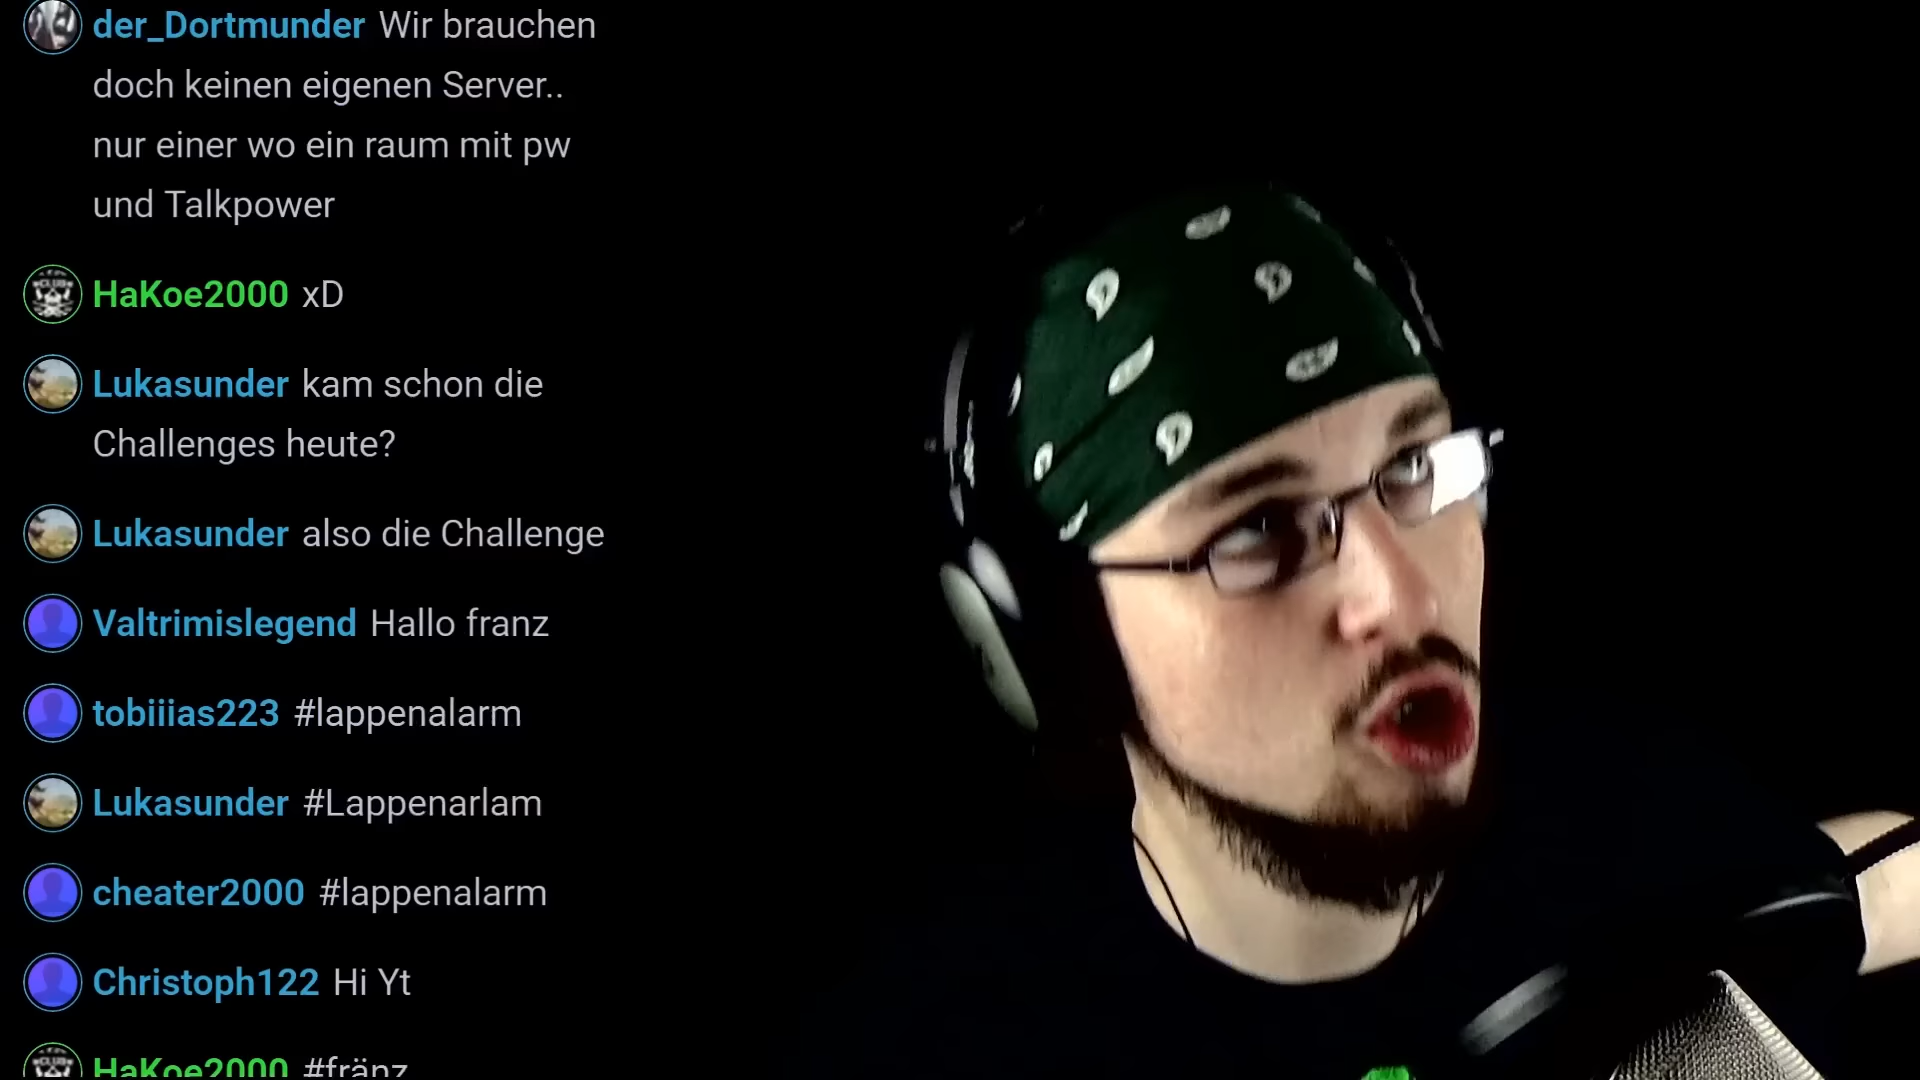 der_Dortmunder Wir brauchen
doch keinen eigenen Server..
nur einer wo ein raum mit pw
und Talkpower
HaKoe2000 xD
Lukasunder kam schon die
Challenges heute?
Lukasunder also die Challenge
Valtrimislegend Hallo franz
tobiiias223 #lappenalarm
Lukasunder #Lappenarlam
cheater2000 #lappenalarm
Christoph122 Hi Yt
HaKoe2000 #fränz